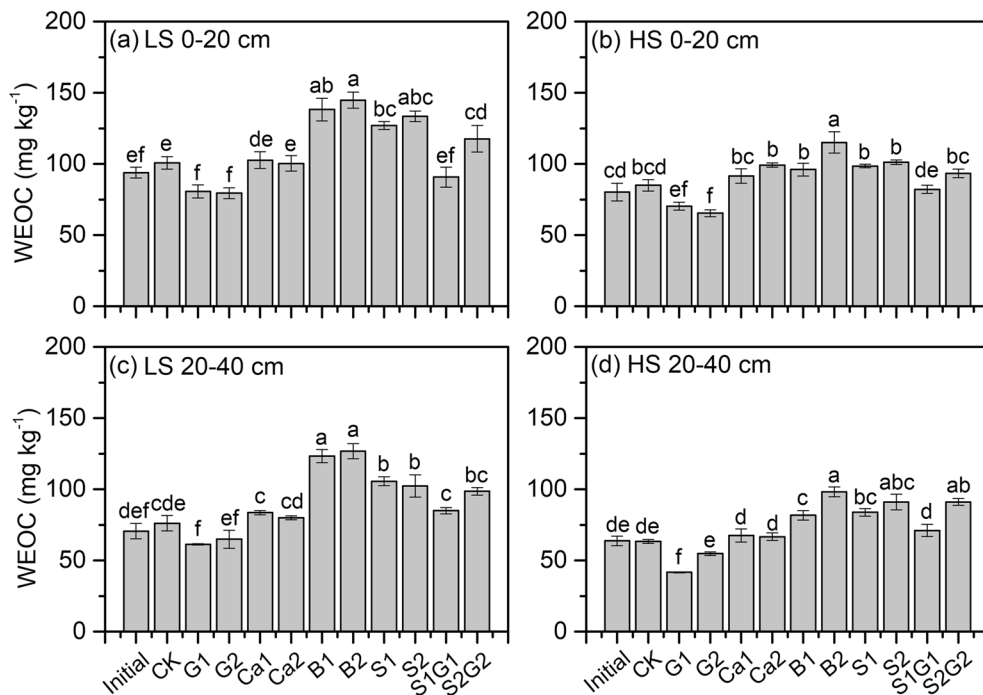 (a) LS 0-20 cm
WEOC (mg kg-1)
200
150
100
50
0
ef e f f de e ab a bc abc ef cd
(b) HS 0-20 cm
200
150
100
50
0
cd bcd ef f bc b b a b b de bc
(c) LS 20-40 cm
WEOC (mg kg-1)
200
150
100
50
0
def cde f ef c cd a a b b c bc
Initial CK G1 G2 Ca1 Ca2 B1 B2 S1 S2 S1G1 S2G2
(d) HS 20-40 cm
200
150
100
50
0
de de f e d d c a bc abc d ab
Initial CK G1 G2 Ca1 Ca2 B1 B2 S1 S2 S1G1 S2G2